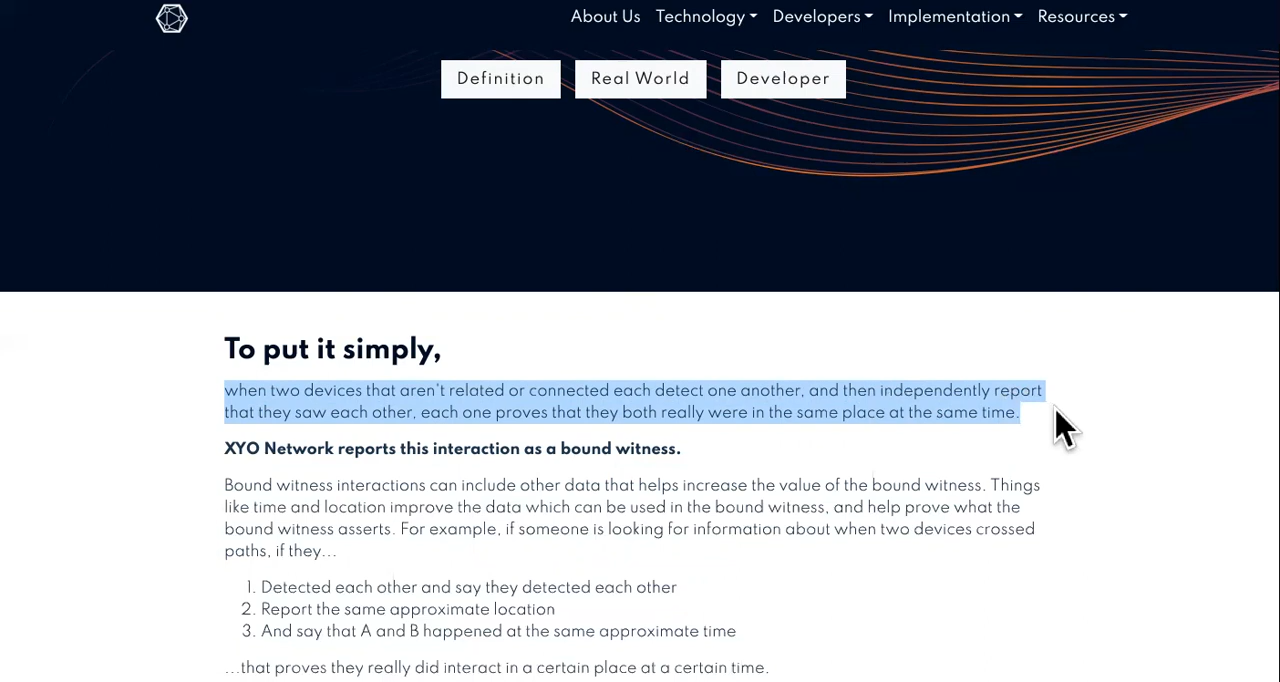 About Us Technology Developers Implementation Resources
Definition Real World Developer
To put it simply,
when two devices that aren't related or connected each detect one another, and then independently report
that they saw each other, each one proves that they both really were in the same place at the same time.
XYO Network reports this interaction as a bound witness.
Bound witness interactions can include other data that helps increase the value of the bound witness. Things
like time and location improve the data which can be used in the bound witness, and help prove what the
bound witness asserts. For example, if someone is looking for information about when two devices crossed
paths, if they...
1. Detected each other and say they detected each other
2. Report the same approximate location
3. And say that A and B happened at the same approximate time
...that proves they really did interact in a certain place at a certain time.